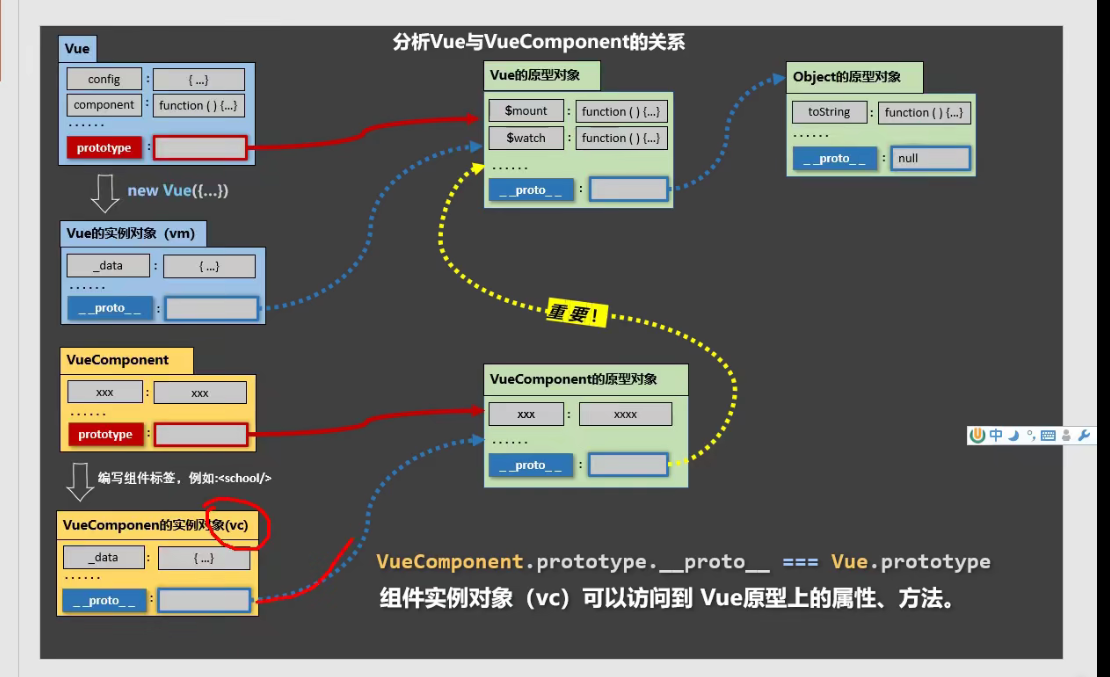 分析Vue与VueComponent的关系
Vue
config : { ...}
component : function ( ) {...}
······
prototype :
new Vue({...})
Vue的实例对象（vm）
_data : { ...}
······
__proto__ :
VueComponent
xxx : xxx
······
prototype :
编写组件标签，例如:<school/>
VueComponen的实例对象(vc)
_data : { ...}
······
__proto__ :
Vue的原型对象
$mount : function ( ) {...}
$watch : function ( ) {...}
······
__proto__ :
Object的原型对象
toString : function ( ) {...}
······
__proto__ : null
重要！
VueComponent的原型对象
xxx : xxxx
······
__proto__ :
VueComponent.prototype.__proto__ === Vue.prototype
组件实例对象（vc）可以访问到 Vue原型上的属性、方法。
中